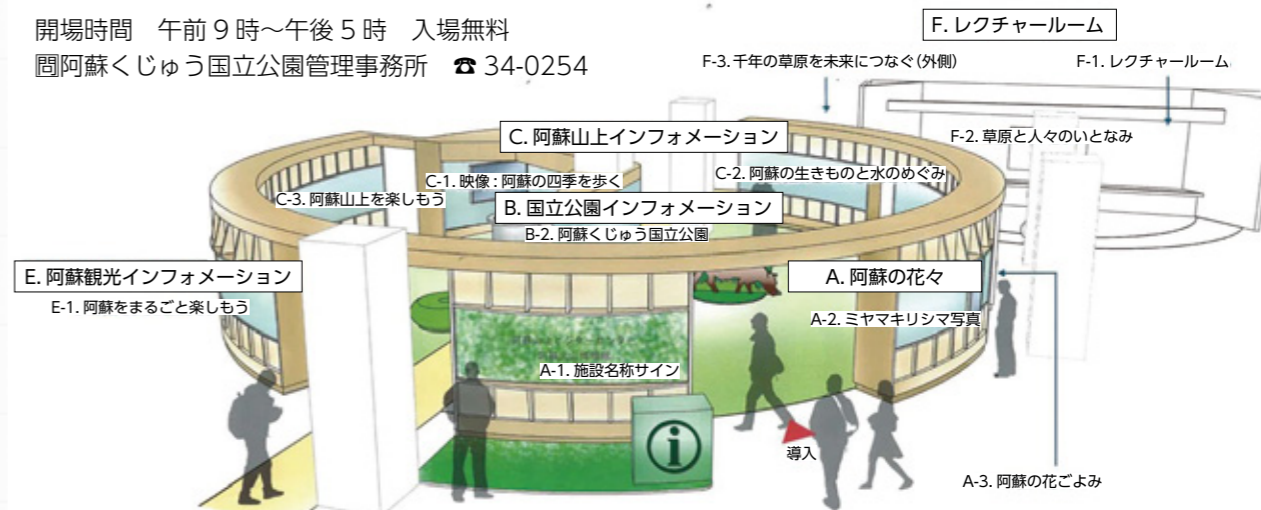 開場時間　午前９時～午後５時　入場無料
問阿蘇くじゅう国立公園管理事務所　☎ 34-0254
F. レクチャールーム
F-3. 千年の草原を未来につなぐ（外側）
F-1. レクチャールーム
F-2. 草原と人々のいとなみ
C. 阿蘇山上インフォメーション
C-1. 映像：阿蘇の四季を歩く
C-2. 阿蘇の生きものと水のめぐみ
C-3. 阿蘇山上を楽しもう
B. 国立公園インフォメーション
B-2. 阿蘇くじゅう国立公園
E. 阿蘇観光インフォメーション
E-1. 阿蘇をまるごと楽しもう
A. 阿蘇の花々
A-2. ミヤマキリシマ写真
A-1. 施設名称サイン
i
導入
A-3. 阿蘇の花ごよみ